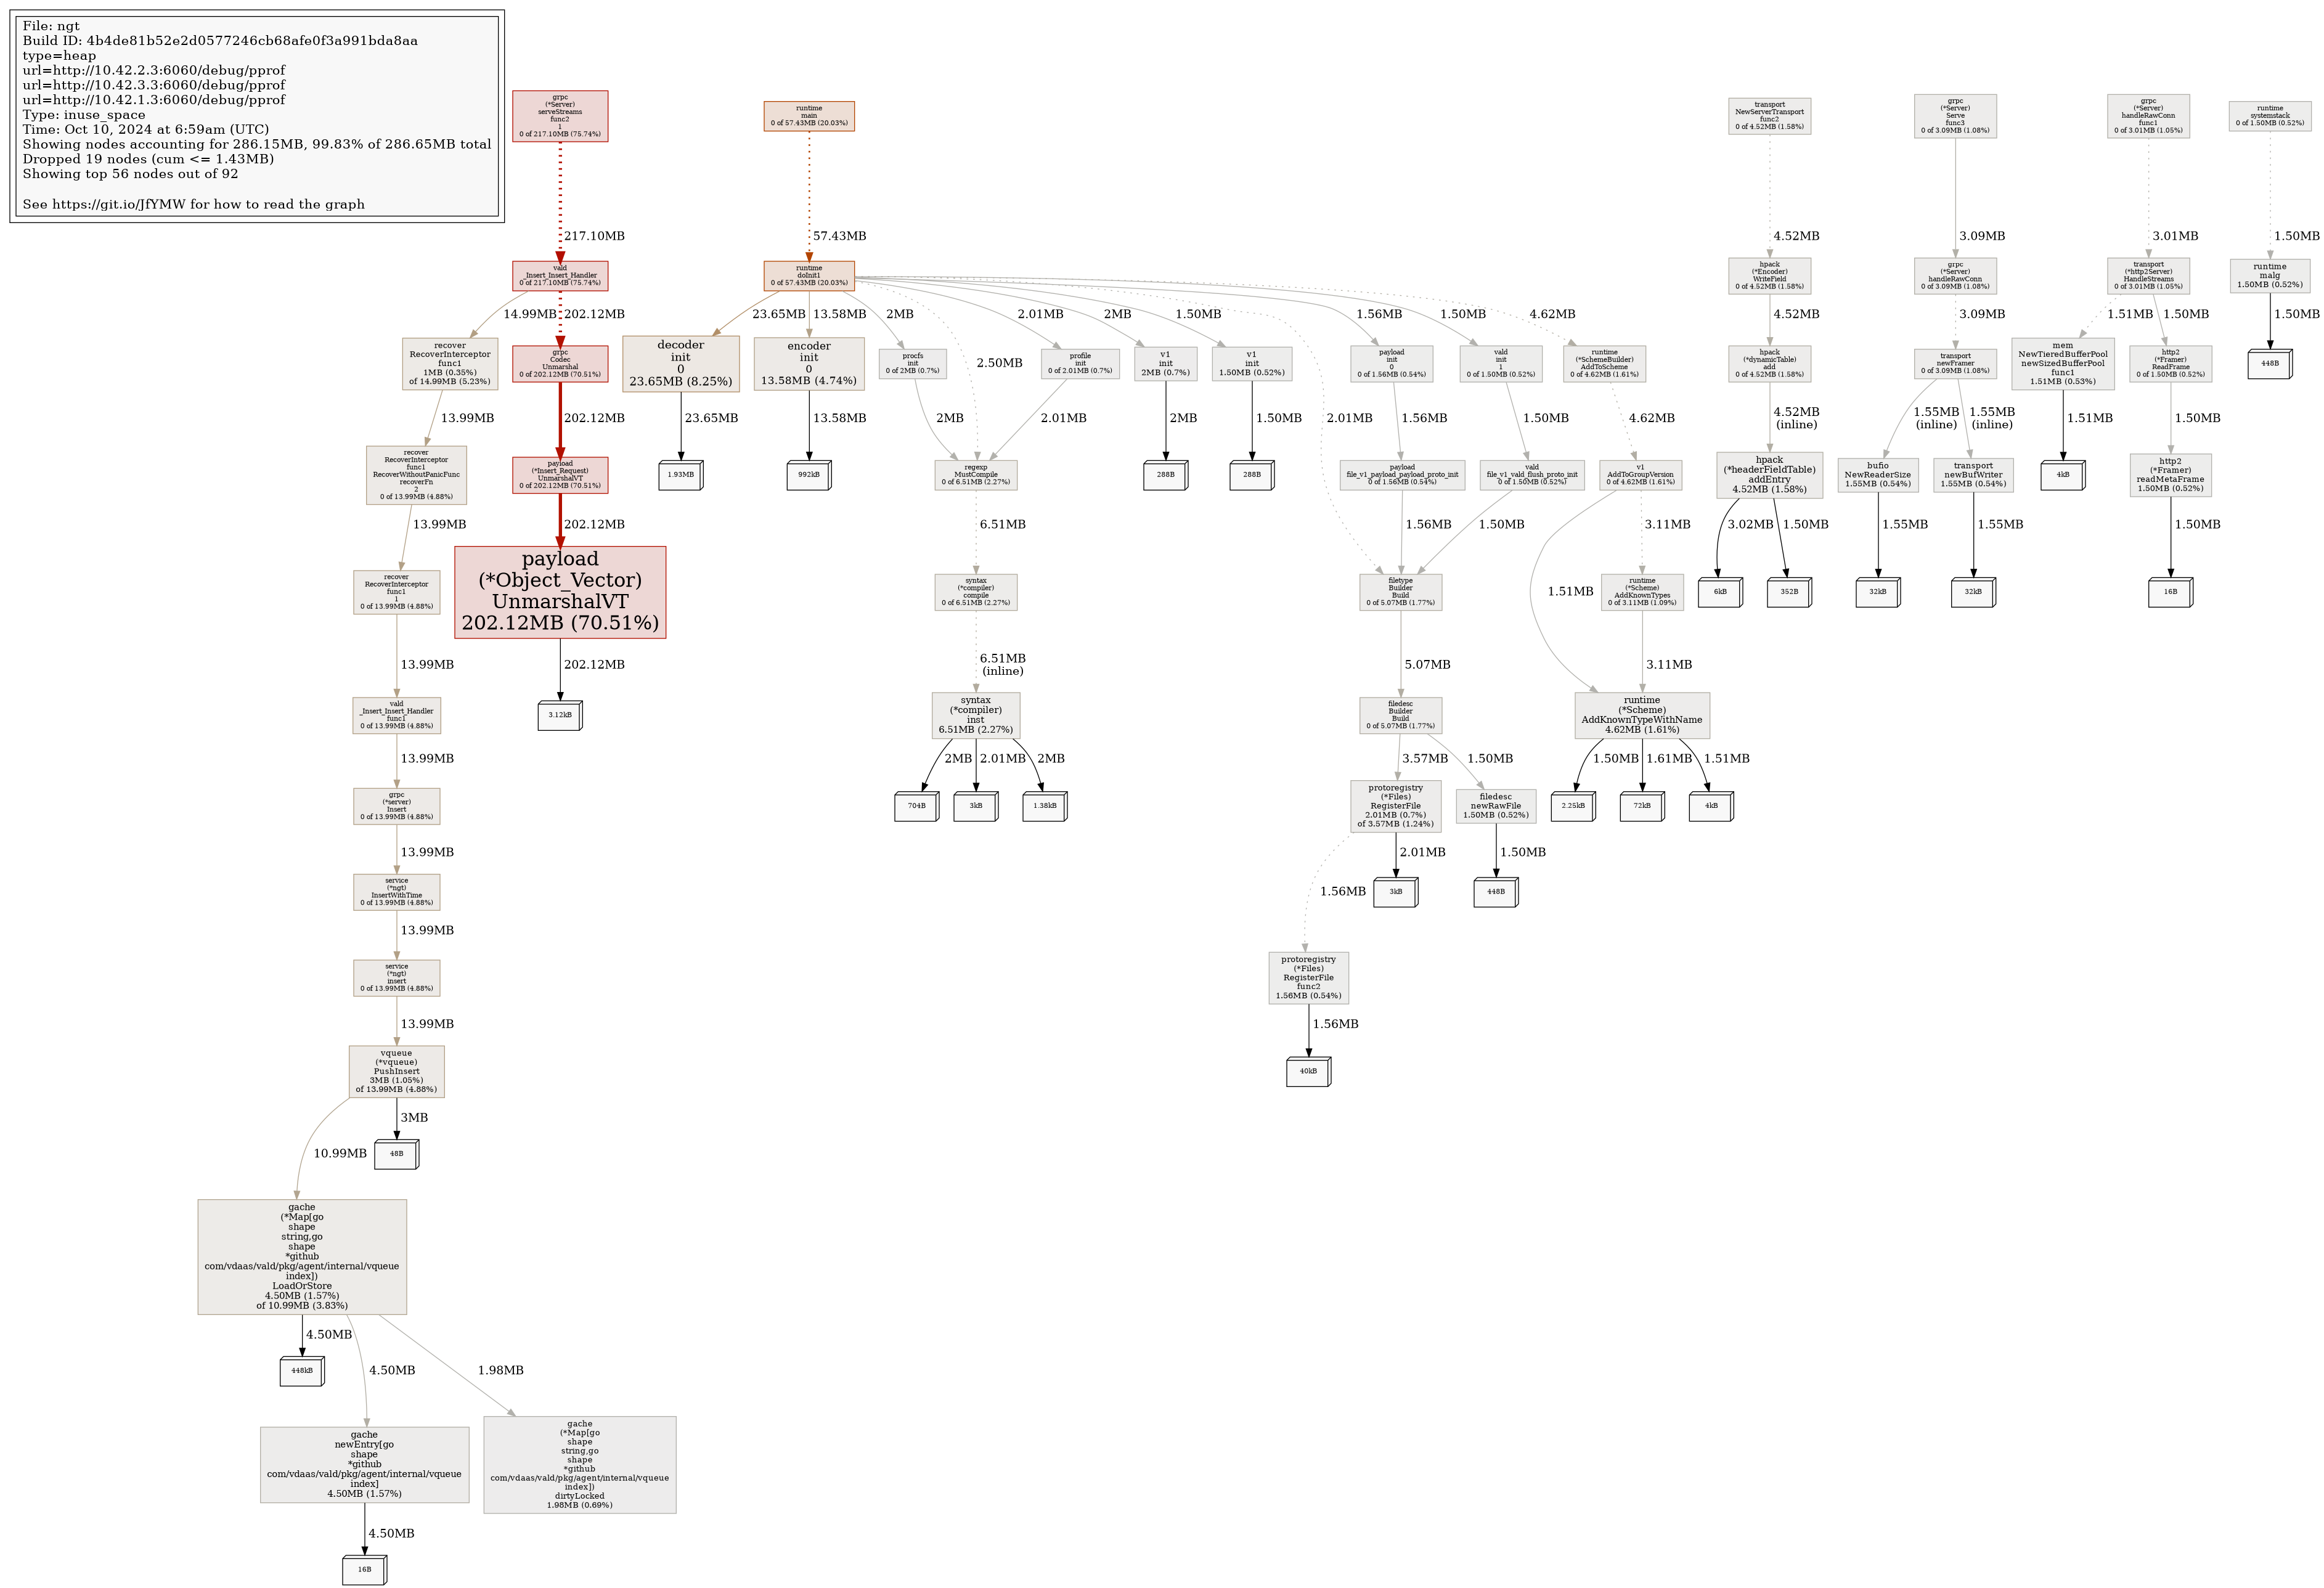 File: ngt
Build ID: 4b4de81b52e2d0577246cb68afe0f3a991bda8aa
type=heap
url=http://10.42.2.3:6060/debug/pprof
url=http://10.42.3.3:6060/debug/pprof
url=http://10.42.1.3:6060/debug/pprof
Type: inuse_space
Time: Oct 10, 2024 at 6:59am (UTC)
Showing nodes accounting for 286.15MB, 99.83% of 286.65MB total
Dropped 19 nodes (cum <= 1.43MB)
Showing top 56 nodes out of 92
See https://git.io/JfYMW for how to read the graph
grpc
(*Server)
serveStreams
func2
1
0 of 217.10MB (75.74%)
runtime
main
0 of 57.43MB (20.03%)
transport
NewServerTransport
func2
0 of 4.52MB (1.58%)
grpc
(*Server)
Serve
func3
0 of 3.09MB (1.08%)
grpc
(*Server)
handleRawConn
func1
0 of 3.01MB (1.05%)
runtime
systemstack
0 of 1.50MB (0.52%)
217.10MB
57.43MB
4.52MB
3.09MB
3.01MB
1.50MB
vald
_Insert_Insert_Handler
0 of 217.10MB (75.74%)
runtime
doInit1
0 of 57.43MB (20.03%)
hpack
(*Encoder)
WriteField
0 of 4.52MB (1.58%)
grpc
(*Server)
handleRawConn
0 of 3.09MB (1.08%)
transport
(*http2Server)
HandleStreams
0 of 3.01MB (1.05%)
runtime
malg
1.50MB (0.52%)
14.99MB
202.12MB
23.65MB
13.58MB
2MB
2.50MB
2.01MB
2MB
1.50MB
2.01MB
1.56MB
1.50MB
4.62MB
4.52MB
3.09MB
1.51MB
1.50MB
1.50MB
recover
RecoverInterceptor
func1
1MB (0.35%)
of 14.99MB (5.23%)
grpc
Codec
Unmarshal
0 of 202.12MB (70.51%)
decoder
init
0
23.65MB (8.25%)
encoder
init
0
13.58MB (4.74%)
procfs
init
0 of 2MB (0.7%)
profile
init
0 of 2.01MB (0.7%)
v1
init
2MB (0.7%)
v1
init
1.50MB (0.52%)
payload
init
0
0 of 1.56MB (0.54%)
vald
init
1
0 of 1.50MB (0.52%)
runtime
(*SchemeBuilder)
AddToScheme
0 of 4.62MB (1.61%)
hpack
(*dynamicTable)
add
0 of 4.52MB (1.58%)
transport
newFramer
0 of 3.09MB (1.08%)
mem
NewTieredBufferPool
newSizedBufferPool
func1
1.51MB (0.53%)
http2
(*Framer)
ReadFrame
0 of 1.50MB (0.52%)
448B
13.99MB
202.12MB
23.65MB
13.58MB
2MB
2.01MB
2MB
1.50MB
1.56MB
1.50MB
4.62MB
4.52MB
(inline)
1.55MB
(inline)
1.55MB
(inline)
1.51MB
1.50MB
recover
RecoverInterceptor
func1
RecoverWithoutPanicFunc
recoverFn
2
0 of 13.99MB (4.88%)
payload
(*Insert_Request)
UnmarshalVT
0 of 202.12MB (70.51%)
1.93MB
992kB
regexp
MustCompile
0 of 6.51MB (2.27%)
288B
288B
payload
file_v1_payload_payload_proto_init
0 of 1.56MB (0.54%)
vald
file_v1_vald_flush_proto_init
0 of 1.50MB (0.52%)
v1
AddToGroupVersion
0 of 4.62MB (1.61%)
hpack
(*headerFieldTable)
addEntry
4.52MB (1.58%)
bufio
NewReaderSize
1.55MB (0.54%)
transport
newBufWriter
1.55MB (0.54%)
4kB
http2
(*Framer)
readMetaFrame
1.50MB (0.52%)
13.99MB
202.12MB
6.51MB
1.56MB
1.50MB
3.11MB
3.02MB
1.50MB
1.55MB
1.55MB
1.50MB
recover
RecoverInterceptor
func1
1
0 of 13.99MB (4.88%)
payload
(*Object_Vector)
UnmarshalVT
202.12MB (70.51%)
syntax
(*compiler)
compile
0 of 6.51MB (2.27%)
filetype
Builder
Build
0 of 5.07MB (1.77%)
1.51MB
runtime
(*Scheme)
AddKnownTypes
0 of 3.11MB (1.09%)
6kB
352B
32kB
32kB
16B
13.99MB
202.12MB
6.51MB
(inline)
5.07MB
3.11MB
vald
_Insert_Insert_Handler
func1
0 of 13.99MB (4.88%)
3.12kB
syntax
(*compiler)
inst
6.51MB (2.27%)
filedesc
Builder
Build
0 of 5.07MB (1.77%)
runtime
(*Scheme)
AddKnownTypeWithName
4.62MB (1.61%)
13.99MB
2MB
2.01MB
2MB
3.57MB
1.50MB
1.50MB
1.61MB
1.51MB
grpc
(*server)
Insert
0 of 13.99MB (4.88%)
704B
3kB
1.38kB
protoregistry
(*Files)
RegisterFile
2.01MB (0.7%)
of 3.57MB (1.24%)
filedesc
newRawFile
1.50MB (0.52%)
2.25kB
72kB
4kB
13.99MB
2.01MB
1.50MB
service
(*ngt)
InsertWithTime
0 of 13.99MB (4.88%)
1.56MB
3kB
448B
13.99MB
service
(*ngt)
insert
0 of 13.99MB (4.88%)
protoregistry
(*Files)
RegisterFile
func2
1.56MB (0.54%)
13.99MB
1.56MB
vqueue
(*vqueue)
PushInsert
3MB (1.05%)
of 13.99MB (4.88%)
40kB
3MB
10.99MB
48B
gache
(*Map[go
shape
string,go
shape
*github
com/vdaas/vald/pkg/agent/internal/vqueue
index])
LoadOrStore
4.50MB (1.57%)
of 10.99MB (3.83%)
4.50MB
4.50MB
1.98MB
448kB
gache
newEntry[go
shape
*github
com/vdaas/vald/pkg/agent/internal/vqueue
index]
4.50MB (1.57%)
gache
(*Map[go
shape
string,go
shape
*github
com/vdaas/vald/pkg/agent/internal/vqueue
index])
dirtyLocked
1.98MB (0.69%)
4.50MB
16B